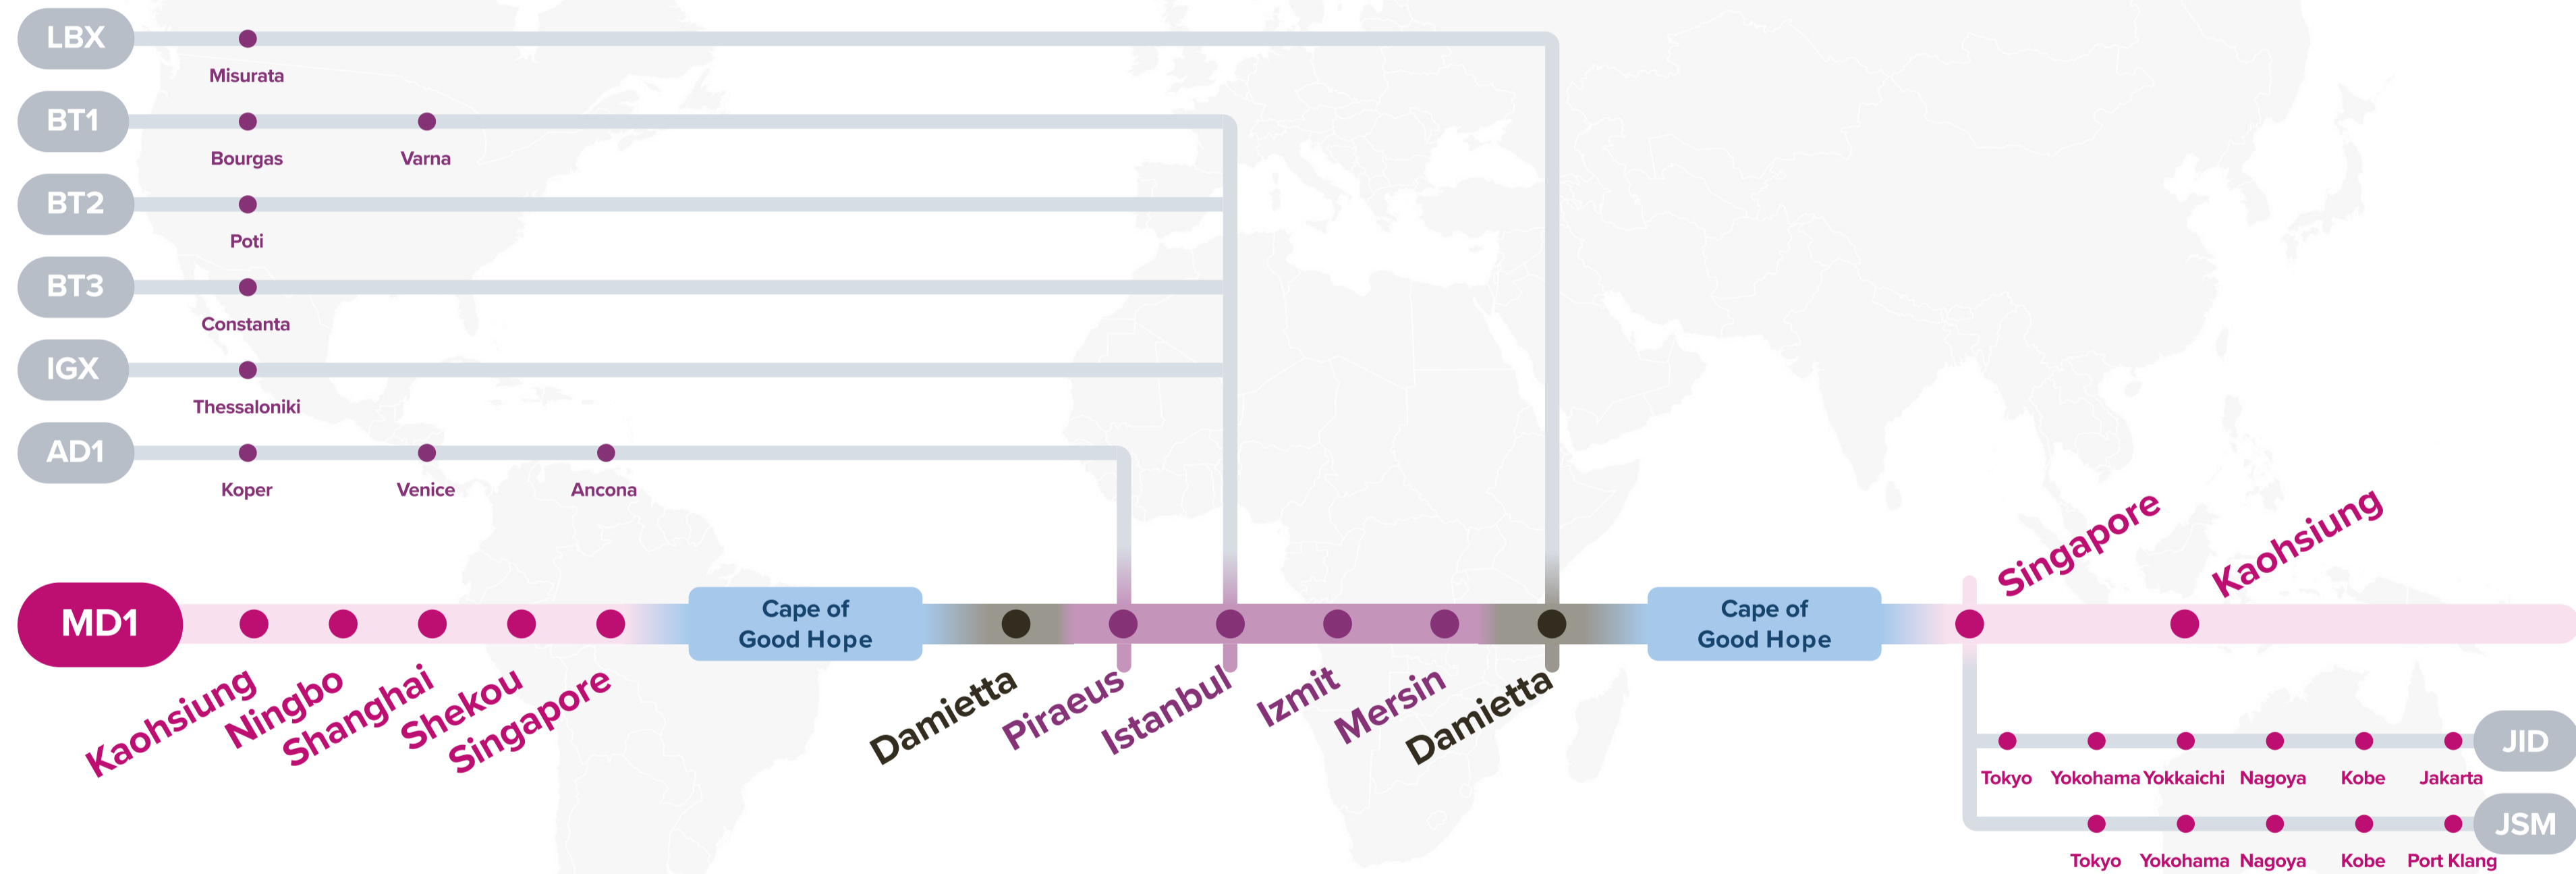 LBX
Misurata
BT1
Bourgas Varna
BT2
Poti
BT3
Constanta
IGX
Thessaloniki
AD1
Koper Venice Ancona
MD1
Kaohsiung
Ningbo
Shanghai
Shekou
Singapore
Cape of
Good Hope
Damietta
Piraeus
Istanbul
Izmit
Mersin
Damietta
Cape of
Good Hope
Singapore
Kaohsiung
JID
Tokyo Yokohama Yokkaichi Nagoya Kobe Jakarta
JSM
Tokyo Yokohama Nagoya Kobe Port Klang